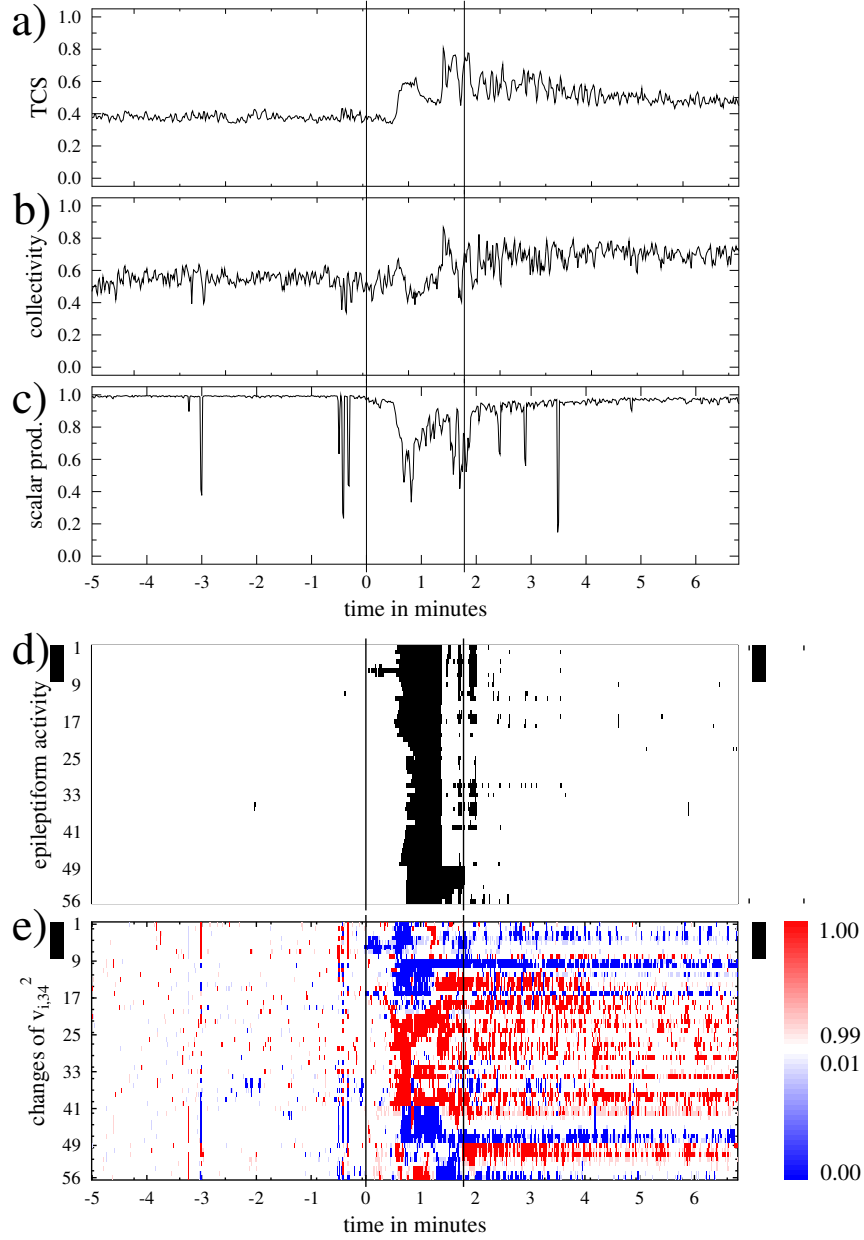 a)
1.0
0.8
0.6
0.4
0.2
0.0
TCS
b)
1.0
0.8
0.6
0.4
0.2
0.0
collectivity
c)
1.0
0.8
0.6
0.4
0.2
0.0
scalar prod.
-5 -4 -3 -2 -1 0 1 2 3 4 5 6
time in minutes
d)
1
9
17
25
33
41
49
56
epileptiform activity
e)
1
9
17
25
33
41
49
56
changes of v_{i,34}^2
1.00
0.99
0.01
0.00
-5 -4 -3 -2 -1 0 1 2 3 4 5 6
time in minutes